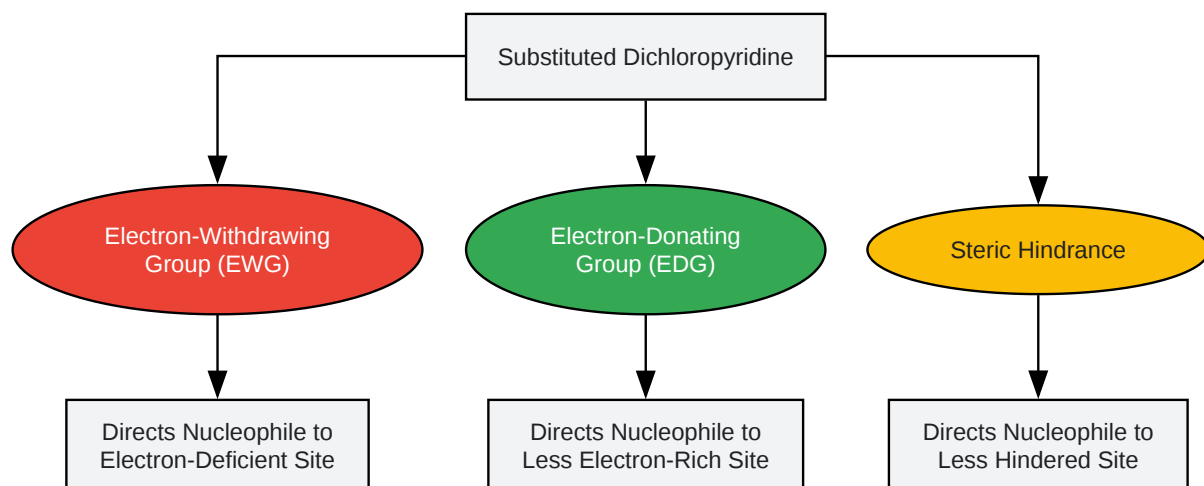 Substituted Dichloropyridine
Electron-Withdrawing
Group (EWG)
Electron-Donating
Group (EDG)
Steric Hindrance
Directs Nucleophile to
Electron-Deficient Site
Directs Nucleophile to
Less Electron-Rich Site
Directs Nucleophile to
Less Hindered Site